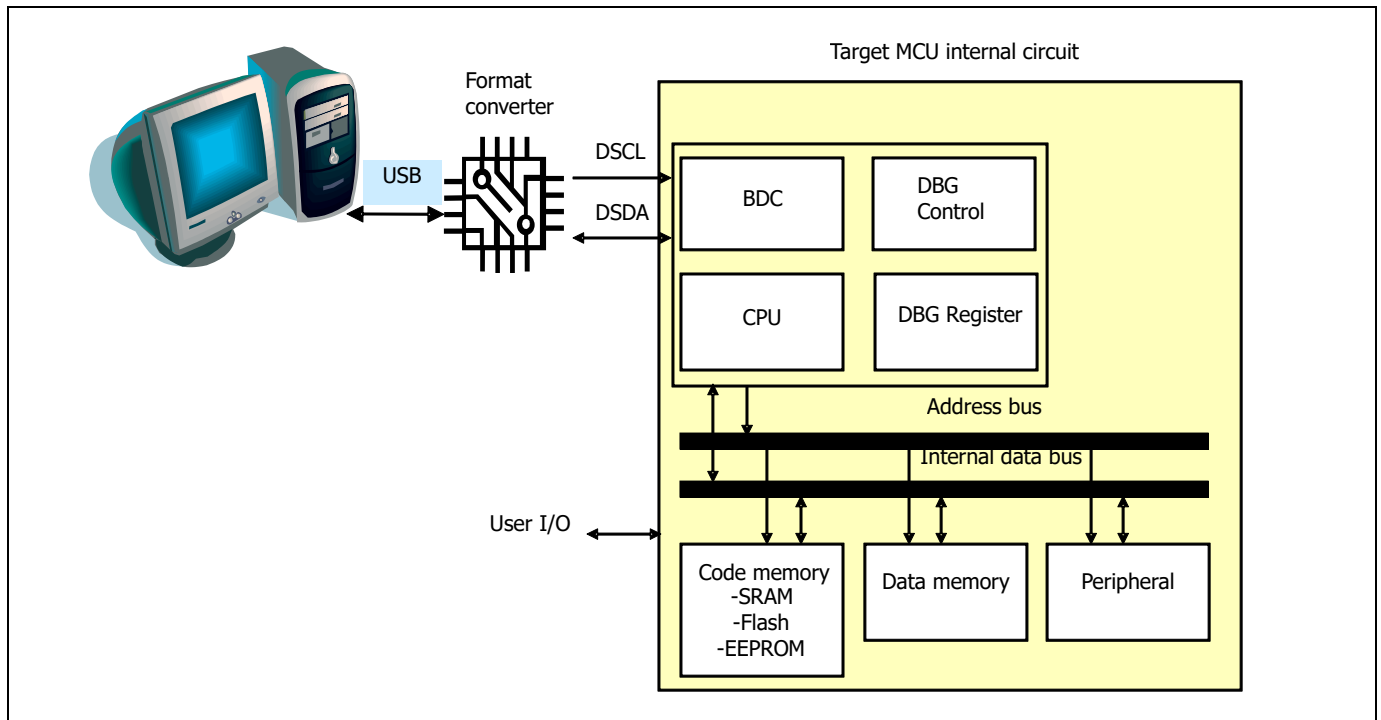 Target MCU internal circuit
Format
converter
USB
DSCL
DSDA
BDC
DBG
Control
CPU
DBG Register
Address bus
Internal data bus
User I/O
Code memory
-SRAM
-Flash
-EEPROM
Data memory
Peripheral